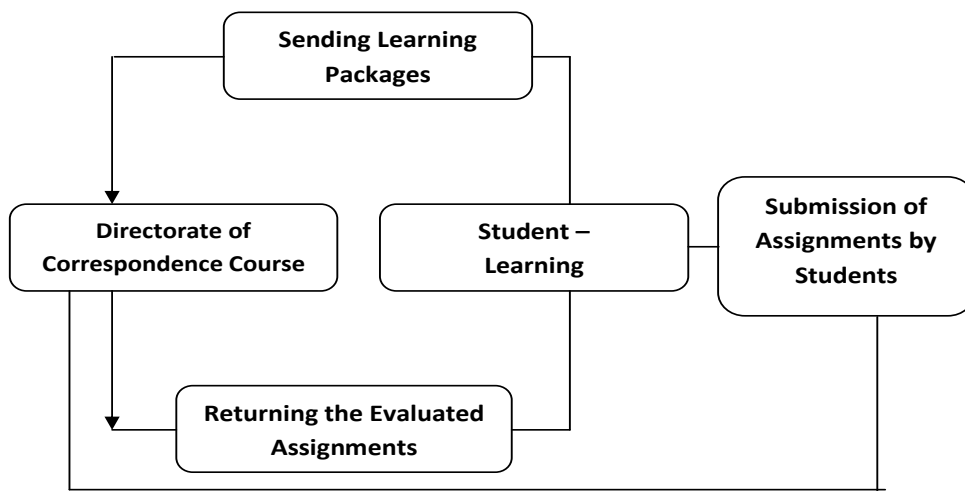 Sending Learning
Packages
Directorate of
Correspondence Course
Student –
Learning
Submission of
Assignments by
Students
Returning the Evaluated
Assignments